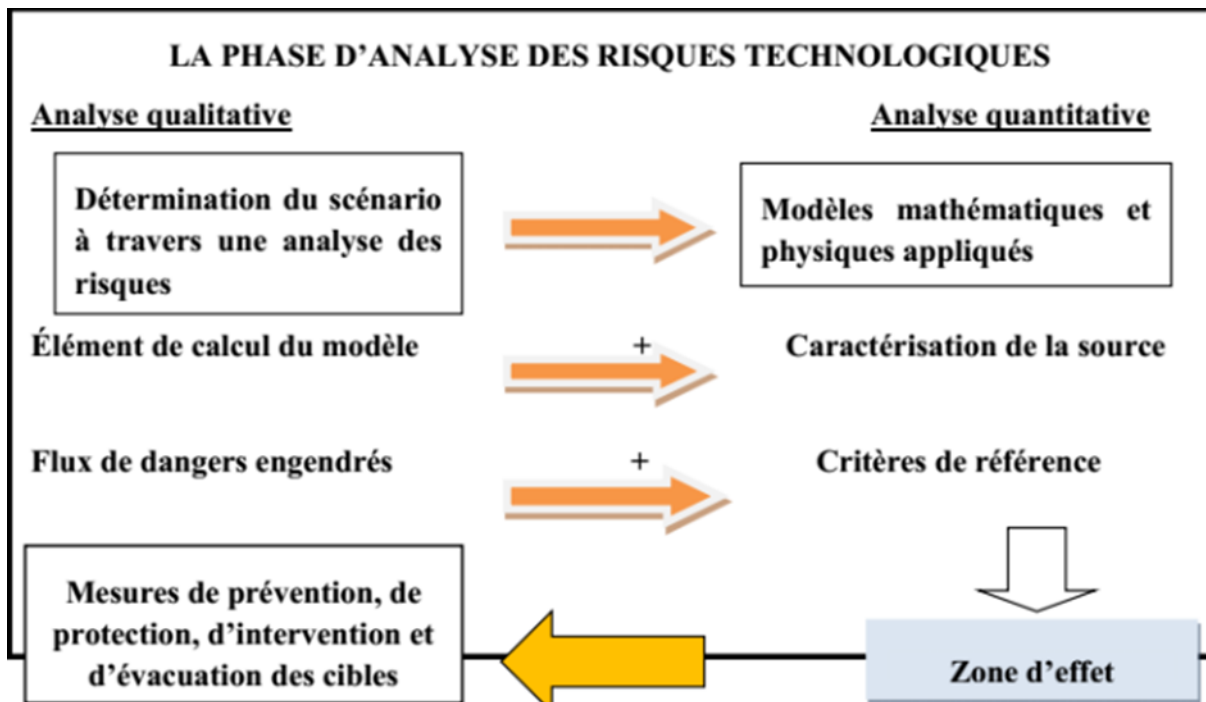 LA PHASE D’ANALYSE DES RISQUES TECHNOLOGIQUES
Analyse qualitative
Analyse quantitative
Détermination du scénario
à travers une analyse des
risques
Modèles mathématiques et
physiques appliqués
Élément de calcul du modèle
+
Caractérisation de la source
Flux de dangers engendrés
+
Critères de référence
Mesures de prévention, de
protection, d’intervention et
d’évacuation des cibles
Zone d’effet